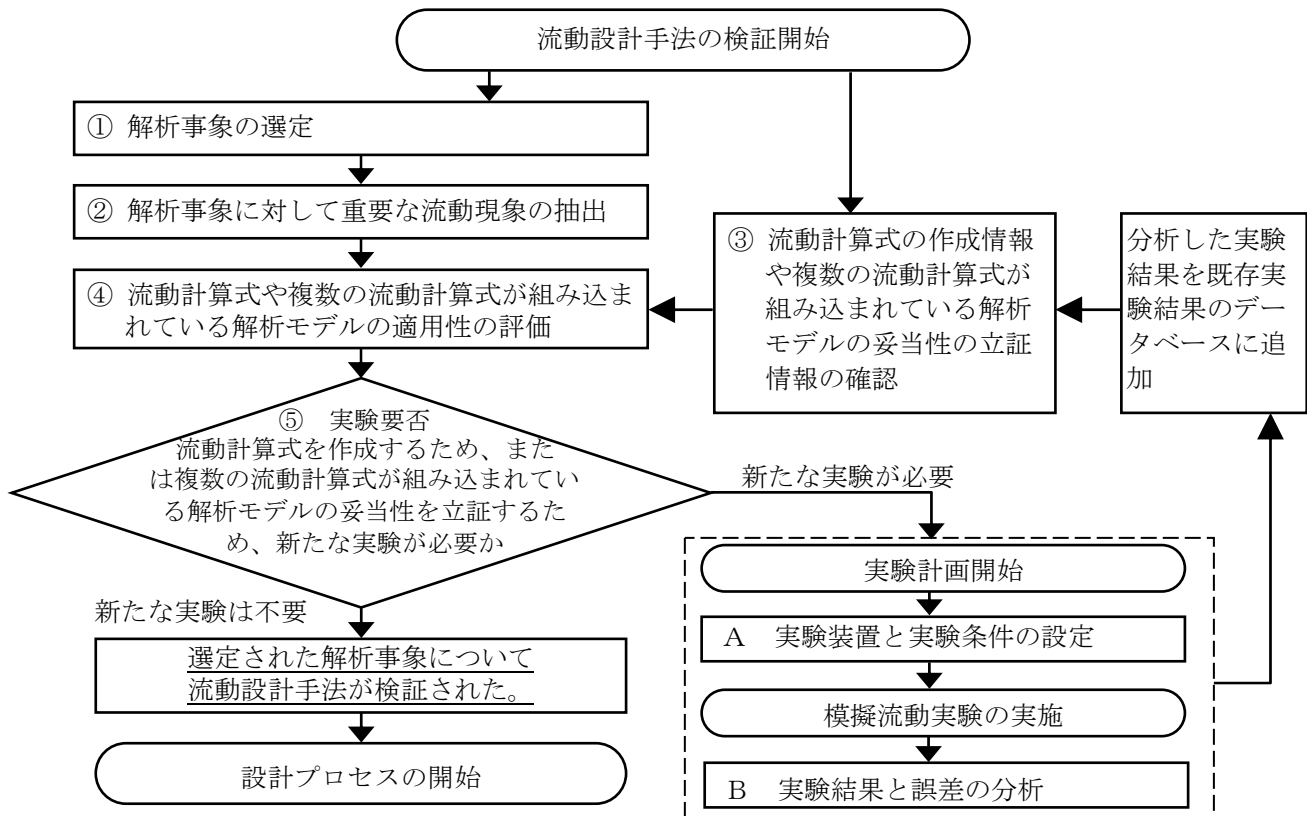 流動設計手法の検証開始
① 解析事象の選定
② 解析事象に対して重要な流動現象の抽出
③ 流動計算式の作成情報
や複数の流動計算式が
組み込まれている解析
モデルの妥当性の立証
情報の確認
分析した実験
結果を既存実
験結果のデー
タベースに追
加
④ 流動計算式や複数の流動計算式が組み込ま
れている解析モデルの適用性の評価
⑤ 実験要否
流動計算式を作成するため、また
は複数の流動計算式が組み込まれてい
る解析モデルの妥当性を立証するた
め、新たな実験が必要か
新たな実験が必要
新たな実験は不要
選定された解析事象について
流動設計手法が検証された。
設計プロセスの開始
実験計画開始
A 実験装置と実験条件の設定
模擬流動実験の実施
B 実験結果と誤差の分析